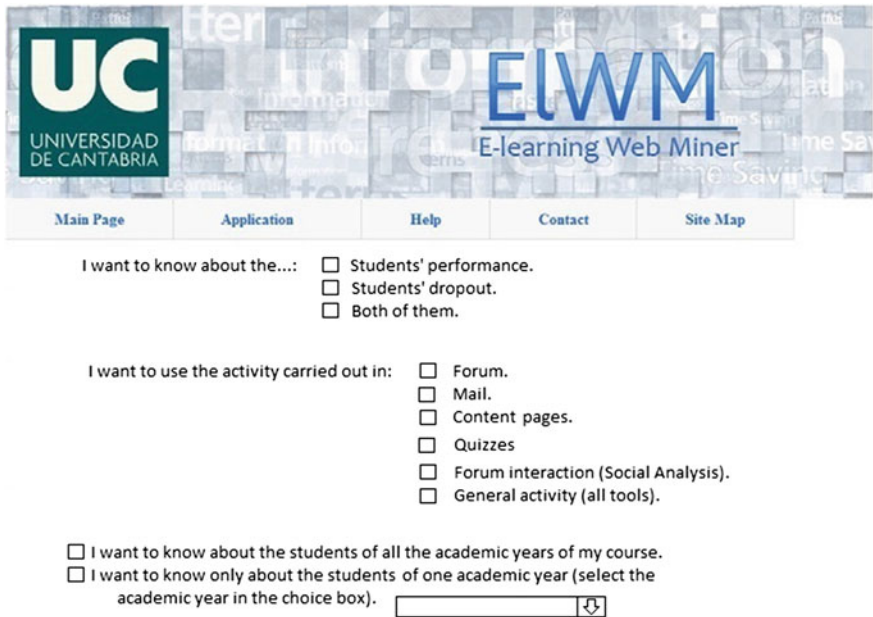 UC
UNIVERSIDAD
DE CANTABRIA
ElWM
E-learning Web Miner
Information
Main Page Application Help Contact Site Map
I want to know about the...: Students' performance.
Students' dropout.
Both of them.
I want to use the activity carried out in: Forum.
Mail.
Content pages.
Quizzes
Forum interaction (Social Analysis).
General activity (all tools).
I want to know about the students of all the academic years of my course.
I want to know only about the students of one academic year (select the
academic year in the choice box).